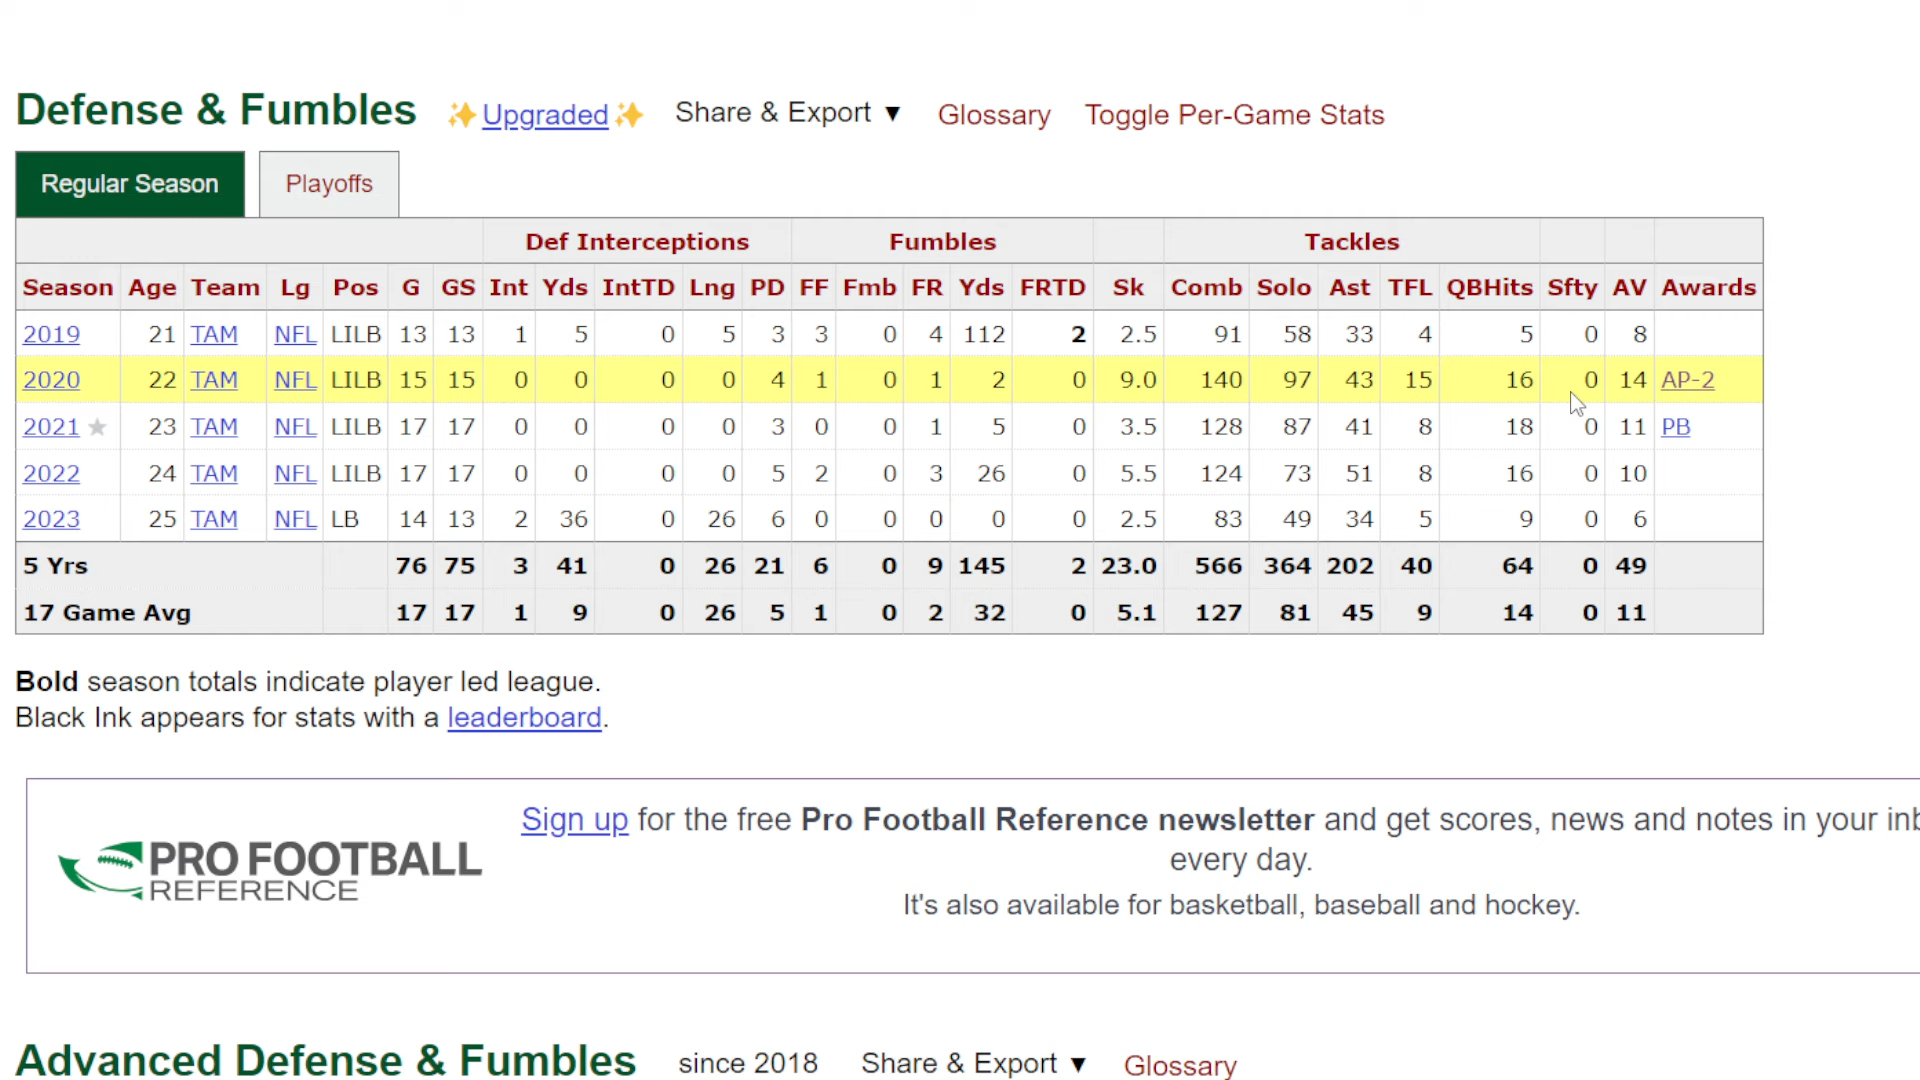 Defense & Fumbles ✨Upgraded✨ Share & Export ▼ Glossary Toggle Per-Game Stats
Regular Season Playoffs
Def Interceptions Fumbles Tackles
Season Age Team Lg Pos G GS Int Yds IntTD Lng PD FF Fmb FR Yds FRTD Sk Comb Solo Ast TFL QBHits Sfty AV Awards
2019 21 TAM NFL LILB 13 13 1 5 0 5 3 3 0 4 112 2 2.5 91 58 33 4 5 0 8
2020 22 TAM NFL LILB 15 15 0 0 0 0 4 1 0 1 2 0 9.0 140 97 43 15 16 0 14 AP-2
2021 ★ 23 TAM NFL LILB 17 17 0 0 0 0 3 0 0 1 5 0 3.5 128 87 41 8 18 0 11 PB
2022 24 TAM NFL LILB 17 17 0 0 0 0 5 2 0 3 26 0 5.5 124 73 51 8 16 0 10
2023 25 TAM NFL LB 14 13 2 36 0 26 6 0 0 0 0 0 2.5 83 49 34 5 9 0 6
5 Yrs 76 75 3 41 0 26 21 6 0 9 145 2 23.0 566 364 202 40 64 0 49
17 Game Avg 17 17 1 9 0 26 5 1 0 2 32 0 5.1 127 81 45 9 14 0 11
Bold season totals indicate player led league.
Black Ink appears for stats with a leaderboard.
Sign up for the free Pro Football Reference newsletter and get scores, news and notes in your inb
every day.
It's also available for basketball, baseball and hockey.
PRO FOOTBALL
REFERENCE
Advanced Defense & Fumbles since 2018 Share & Export ▼ Glossary